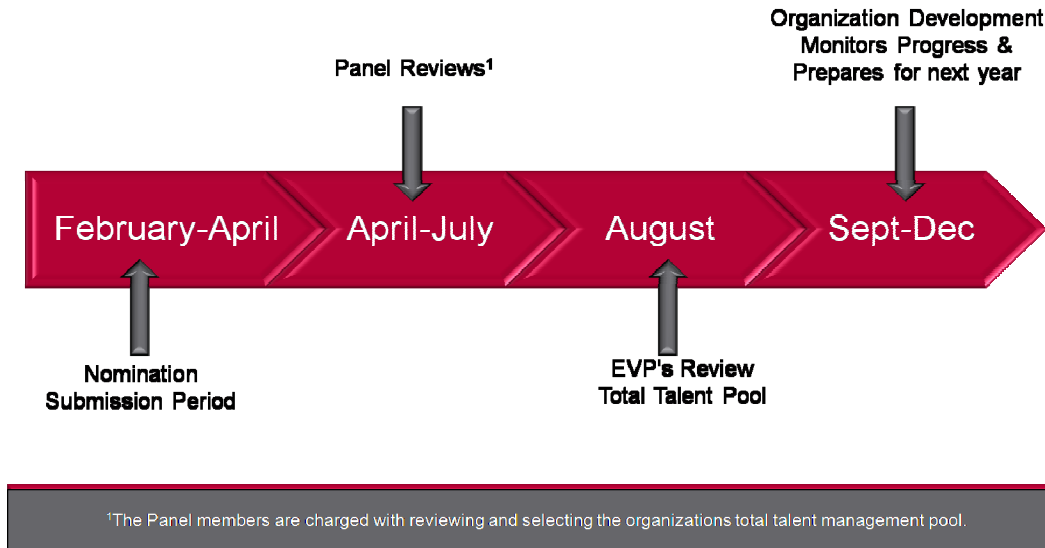 Organization Development
Monitors Progress &
Prepares for next year
Panel Reviews¹
February-April
April-July
August
Sept-Dec
Nomination
Submission Period
EVP's Review
Total Talent Pool
¹The Panel members are charged with reviewing and selecting the organizations total talent management pool.